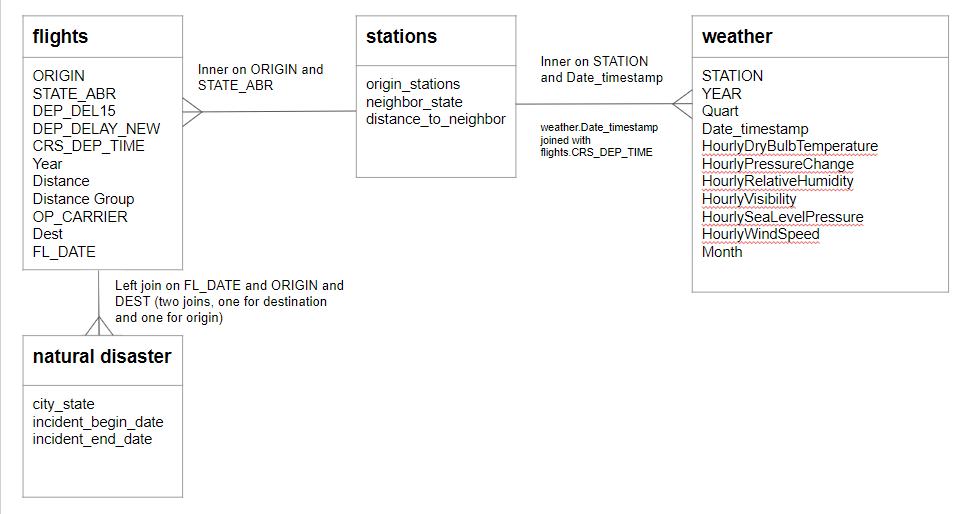 flights
ORIGIN
STATE_ABR
DEP_DEL15
DEP_DELAY_NEW
CRS_DEP_TIME
Year
Distance
Distance Group
OP_CARRIER
Dest
FL_DATE
Inner on ORIGIN and
STATE_ABR
stations
origin_stations
neighbor_state
distance_to_neighbor
Inner on STATION
and Date_timestamp
weather.Date_timestamp
joined with
flights.CRS_DEP_TIME
weather
STATION
YEAR
Quart
Date_timestamp
HourlyDryBulbTemperature
HourlyPressureChange
HourlyRelativeHumidity
HourlyVisibility
HourlySeaLevelPressure
HourlyWindSpeed
Month
Left join on FL_DATE and ORIGIN and
DEST (two joins, one for destination
and one for origin)
natural disaster
city_state
incident_begin_date
incident_end_date